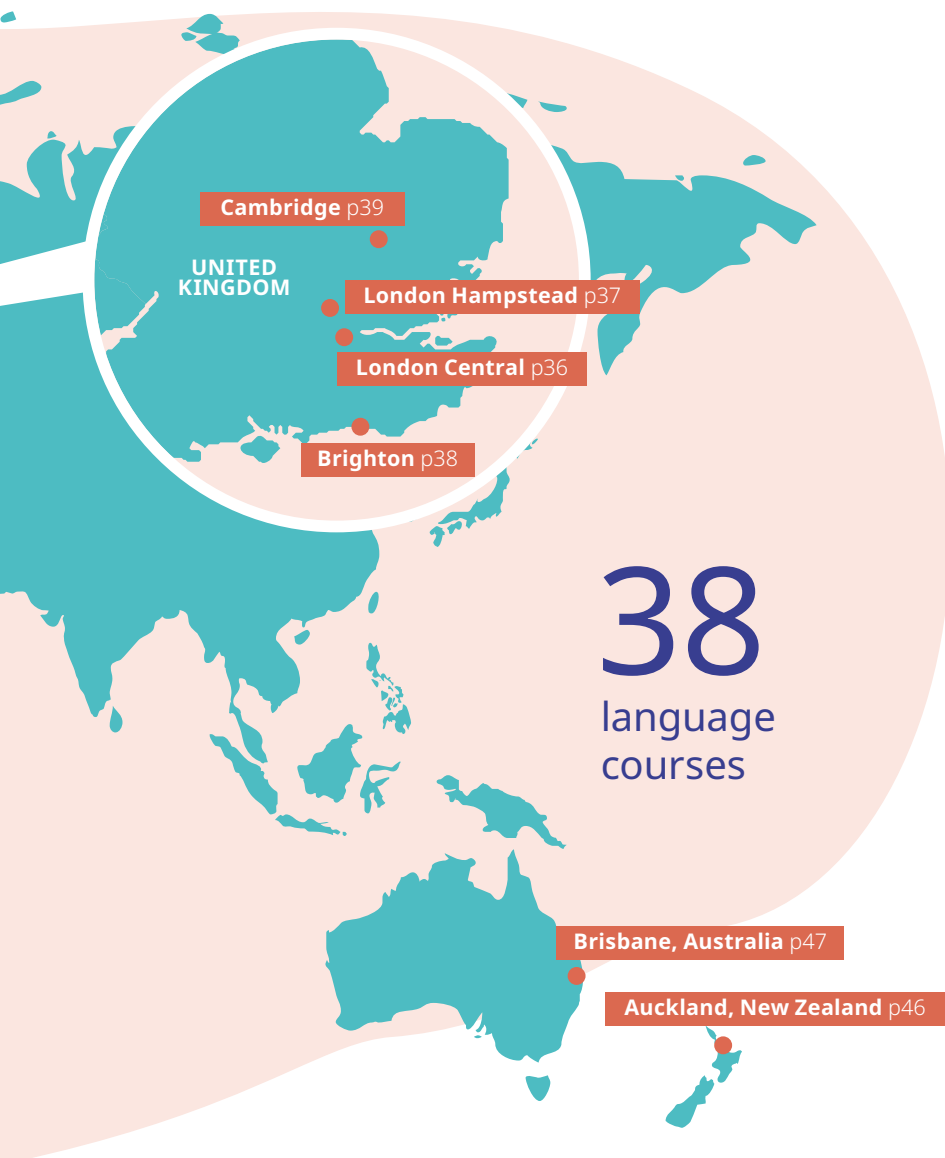 Cambridge p39
UNITED
KINGDOM
London Hampstead p37
London Central p36
Brighton p38
38
language
courses
Brisbane, Australia p47
Auckland, New Zealand p46